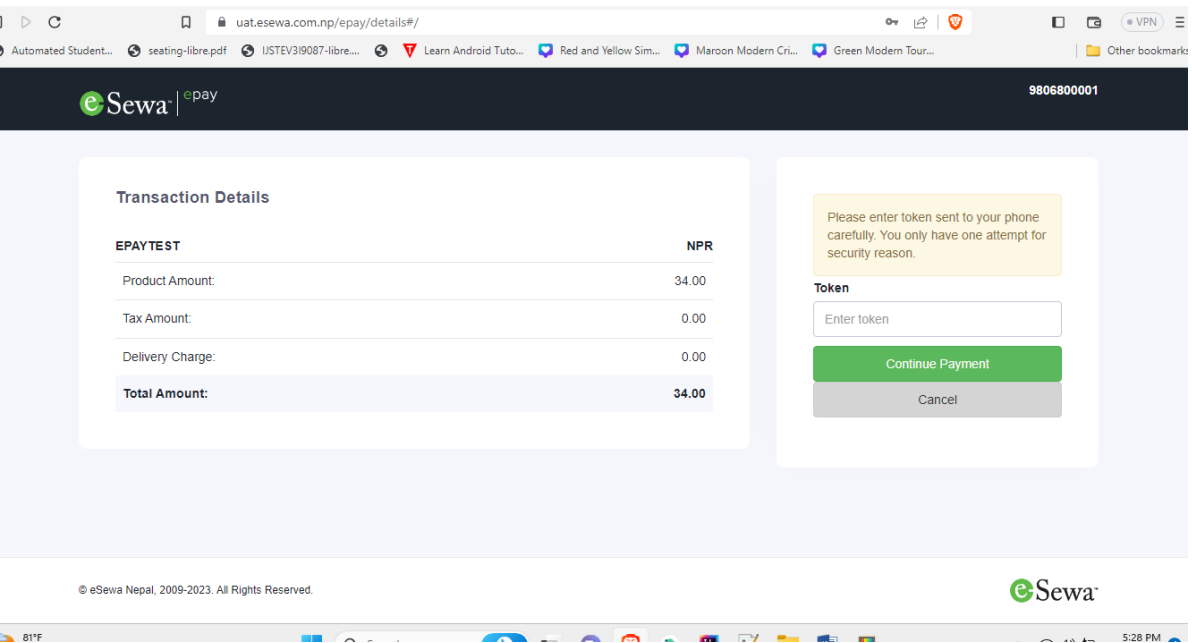 uat.esewa.com.np/epay/details#/
VPN
Automated Student...
seating-libre.pdf
IJSTEV3I9087-libre....
Learn Android Tuto...
Red and Yellow Sim...
Maroon Modern Cri...
Green Modern Tour...
Other bookmarks
eSewa™ | epay
9806800001
Transaction Details
EPAYTEST NPR
Product Amount: 34.00
Tax Amount: 0.00
Delivery Charge: 0.00
Total Amount: 34.00
Please enter token sent to your phone
carefully. You only have one attempt for
security reason.
Token
Enter token
Continue Payment
Cancel
© eSewa Nepal, 2009-2023. All Rights Reserved.
eSewa™
81°F
5:28 PM